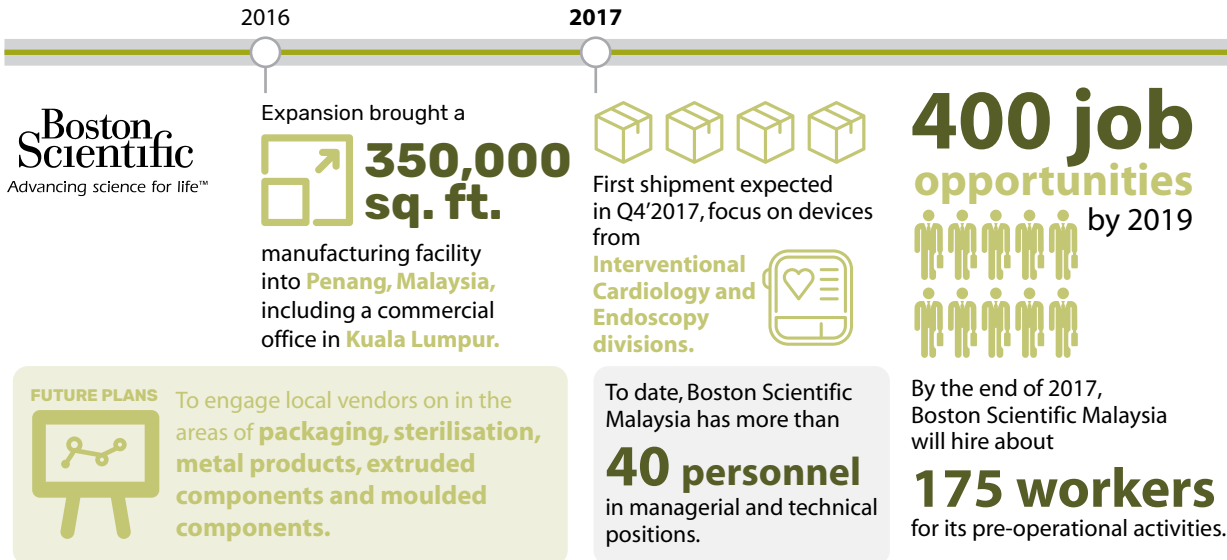 2016
2017
Boston
Scientific
Advancing science for life™
Expansion brought a
350,000
sq. ft.
manufacturing facility
into Penang, Malaysia,
including a commercial
office in Kuala Lumpur.
First shipment expected
in Q4'2017, focus on devices
from
Interventional
Cardiology and
Endoscopy
divisions.
400 job
opportunities
by 2019
FUTURE PLANS
To engage local vendors on in the
areas of packaging, sterilisation,
metal products, extruded
components and moulded
components.
To date, Boston Scientific
Malaysia has more than
40 personnel
in managerial and technical
positions.
By the end of 2017,
Boston Scientific Malaysia
will hire about
175 workers
for its pre-operational activities.